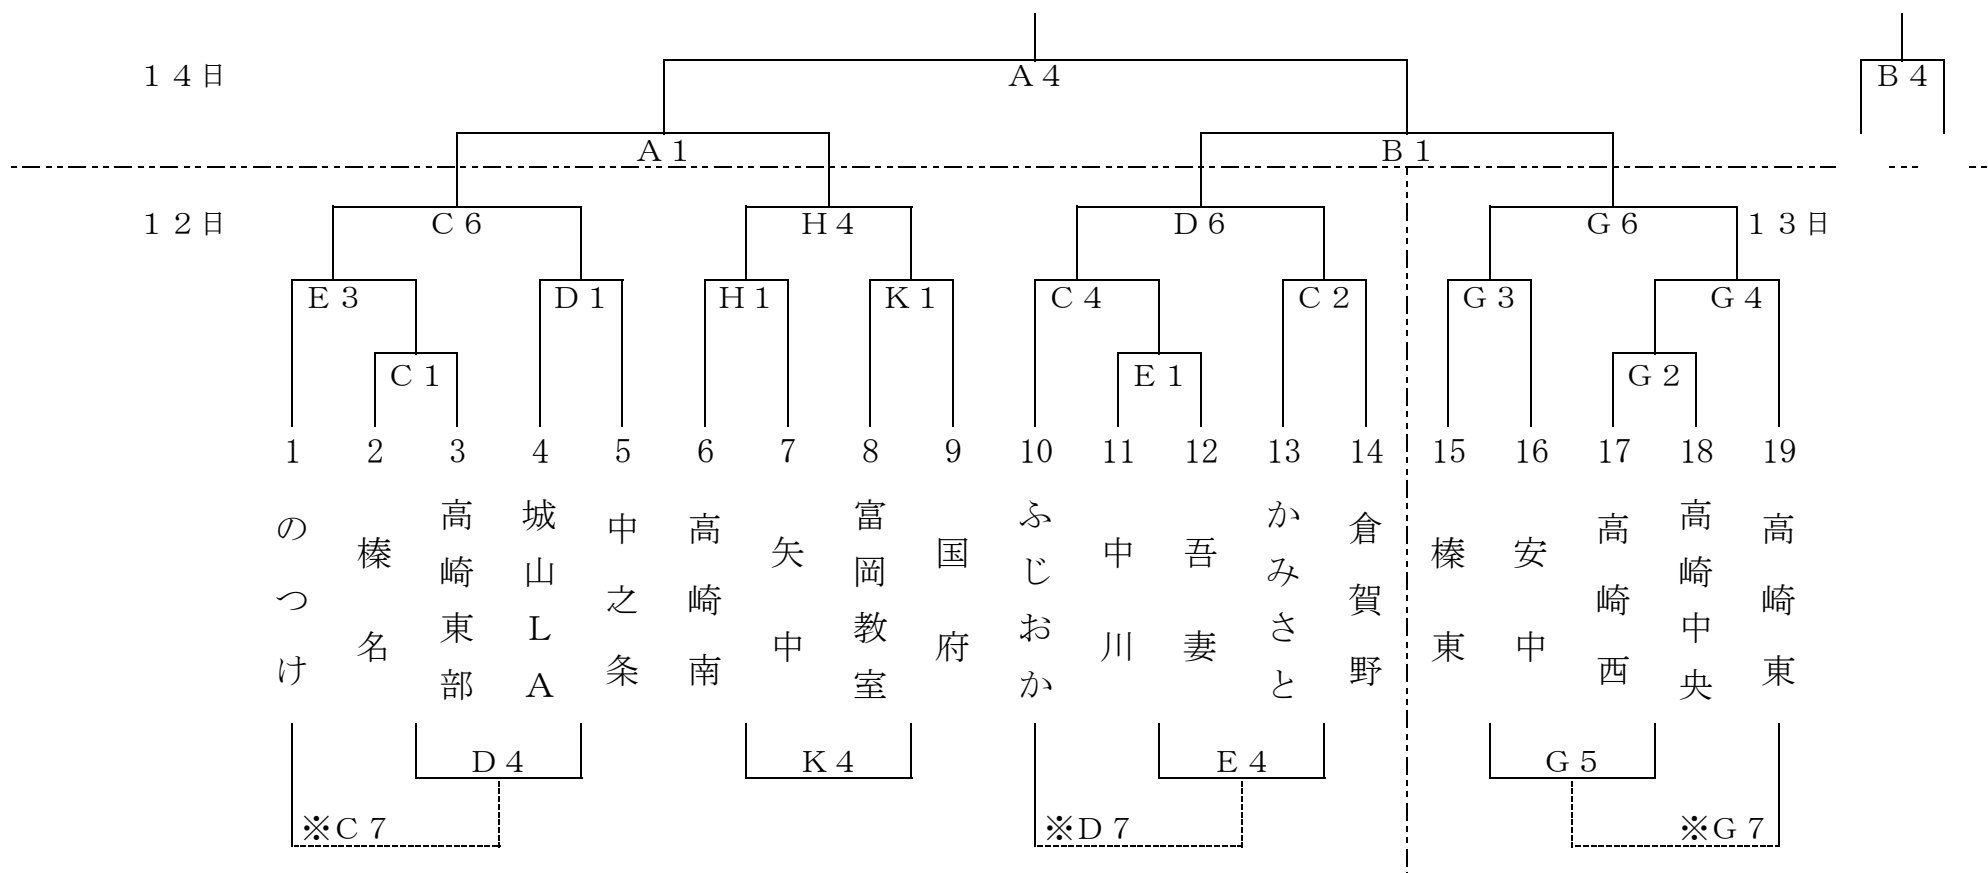 １４日
Ａ４
Ｂ４
Ａ１
Ｂ１
１２日
Ｃ６
Ｈ４
Ｄ６
Ｇ６
１３日
Ｅ３
Ｄ１
Ｈ１
Ｋ１
Ｃ４
Ｃ２
Ｇ３
Ｇ４
Ｃ１
Ｅ１
Ｇ２
1 2 3 4 5 6 7 8 9 10 11 12 13 14 15 16 17 18 19
のつけ
榛名
高崎東部
城山ＬＡ
中之条
高崎南
矢中
富岡教室
国府
ふじおか
中川
吾妻
かみさと
倉賀野
榛東
安中
高崎西
高崎中央
高崎東
Ｄ４
Ｋ４
Ｅ４
Ｇ５
※Ｃ７
※Ｄ７
※Ｇ７